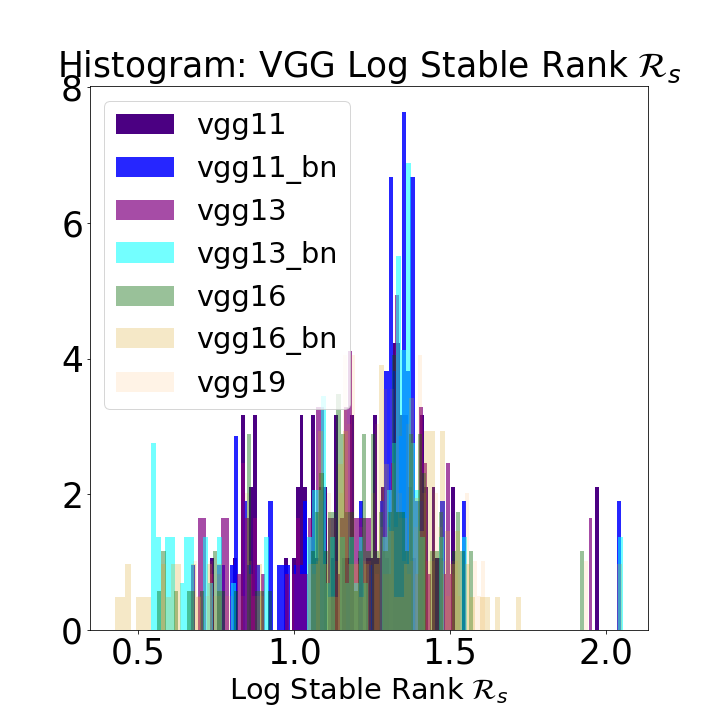 Histogram: VGG Log Stable Rank $\mathcal{R}_s$
8
6
4
2
0
vgg11
vgg11_bn
vgg13
vgg13_bn
vgg16
vgg16_bn
vgg19
0.5 1.0 1.5 2.0
Log Stable Rank $\mathcal{R}_s$